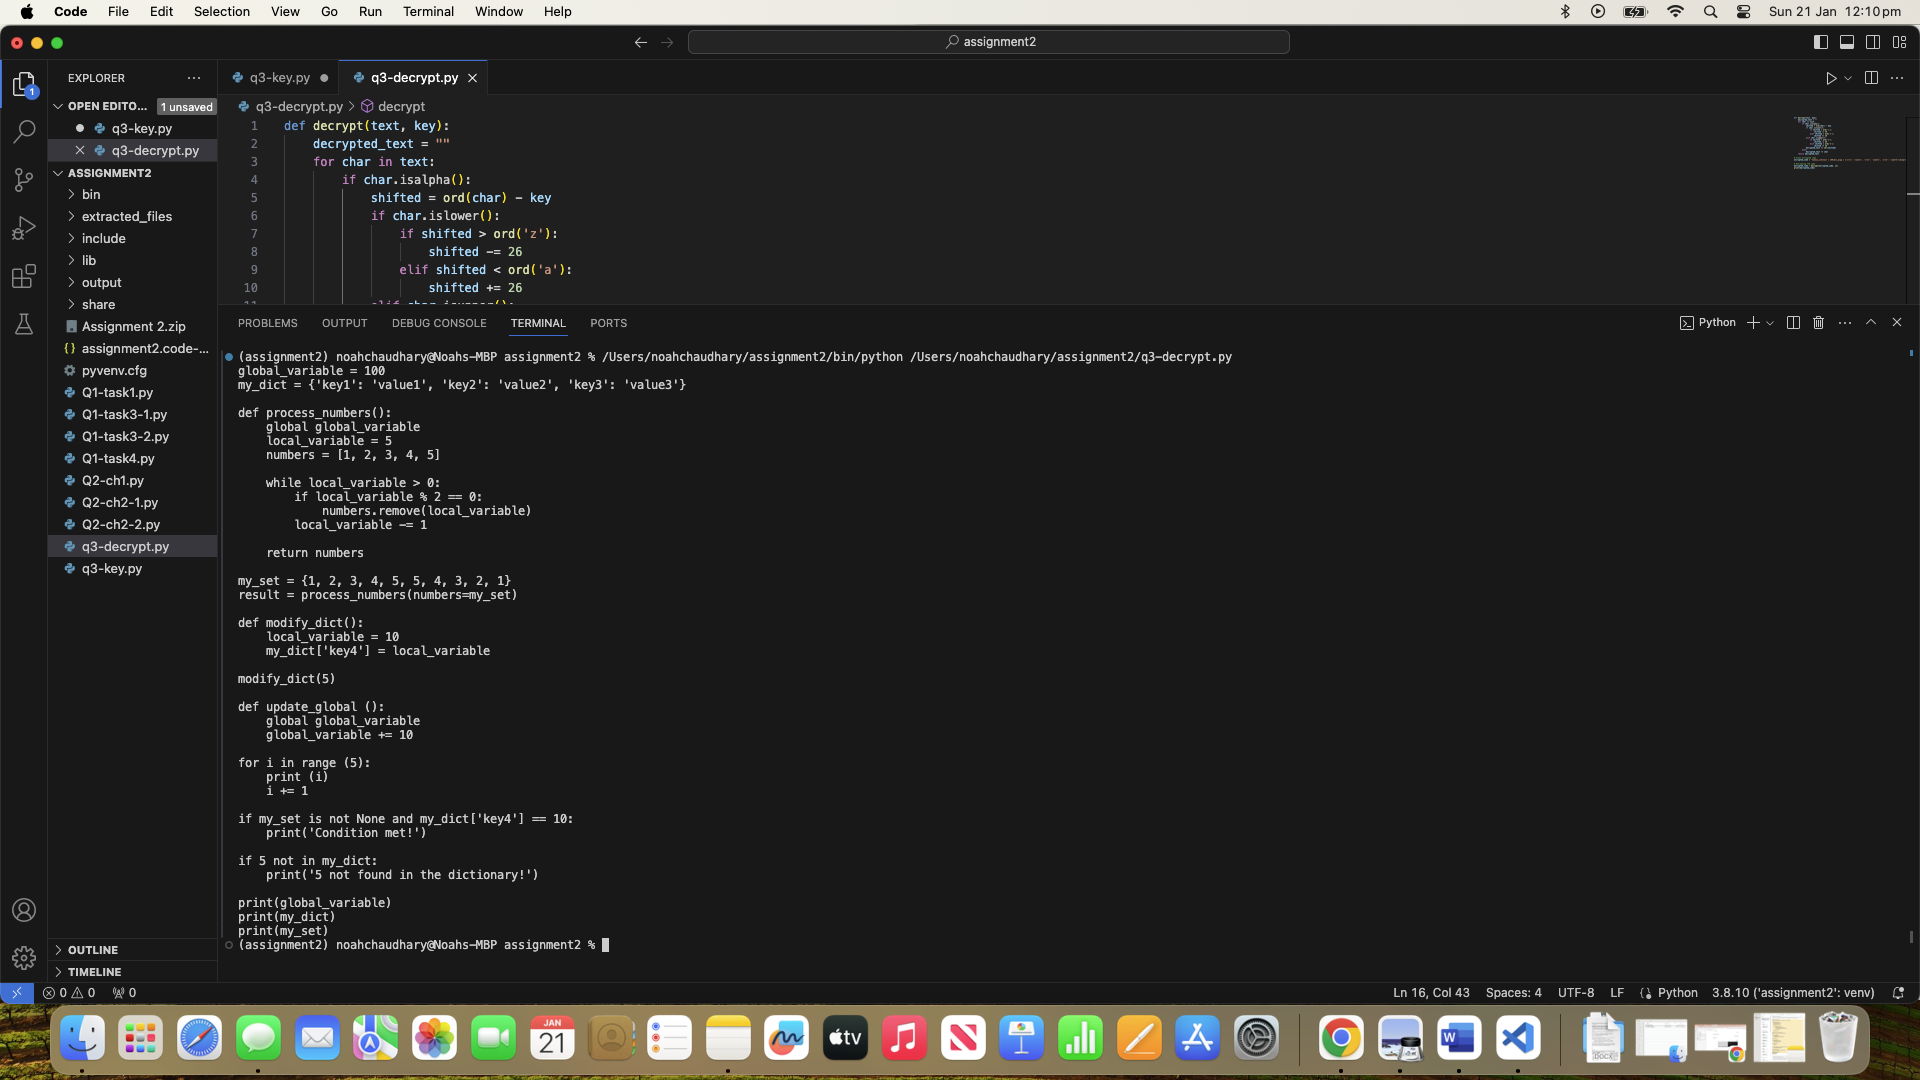 Code File Edit Selection View Go Run Terminal Window Help Sun 21 Jan 12:10 pm
assignment2
EXPLORER
q3-key.py
q3-decrypt.py
OPEN EDITO... 1 unsaved
q3-key.py
q3-decrypt.py
ASSIGNMENT2
bin
extracted_files
include
lib
output
share
Assignment 2.zip
assignment2.code-...
pyvenv.cfg
Q1-task1.py
Q1-task3-1.py
Q1-task3-2.py
Q1-task4.py
Q2-ch1.py
Q2-ch2-1.py
Q2-ch2-2.py
q3-decrypt.py
q3-key.py
OUTLINE
TIMELINE
q3-decrypt.py > decrypt
1 def decrypt(text, key):
2 decrypted_text = ""
3 for char in text:
4 if char.isalpha():
5 shifted = ord(char) - key
6 if char.islower():
7 if shifted > ord('z'):
8 shifted -= 26
9 elif shifted < ord('a'):
10 shifted += 26
PROBLEMS OUTPUT DEBUG CONSOLE TERMINAL PORTS Python
(assignment2) noahchaudhary@Noahs-MBP assignment2 % /Users/noahchaudhary/assignment2/bin/python /Users/noahchaudhary/assignment2/q3-decrypt.py
global_variable = 100
my_dict = {'key1': 'value1', 'key2': 'value2', 'key3': 'value3'}
def process_numbers():
global global_variable
local_variable = 5
numbers = [1, 2, 3, 4, 5]
while local_variable > 0:
if local_variable % 2 == 0:
numbers.remove(local_variable)
local_variable -= 1
return numbers
my_set = {1, 2, 3, 4, 5, 5, 4, 3, 2, 1}
result = process_numbers(numbers=my_set)
def modify_dict():
local_variable = 10
my_dict['key4'] = local_variable
modify_dict(5)
def update_global ():
global global_variable
global_variable += 10
for i in range (5):
print (i)
i += 1
if my_set is not None and my_dict['key4'] == 10:
print('Condition met!')
if 5 not in my_dict:
print('5 not found in the dictionary!')
print(global_variable)
print(my_dict)
print(my_set)
(assignment2) noahchaudhary@Noahs-MBP assignment2 %
0 0 0 Ln 16, Col 43 Spaces: 4 UTF-8 LF Python 3.8.10 ('assignment2': venv)
JAN
21
tv